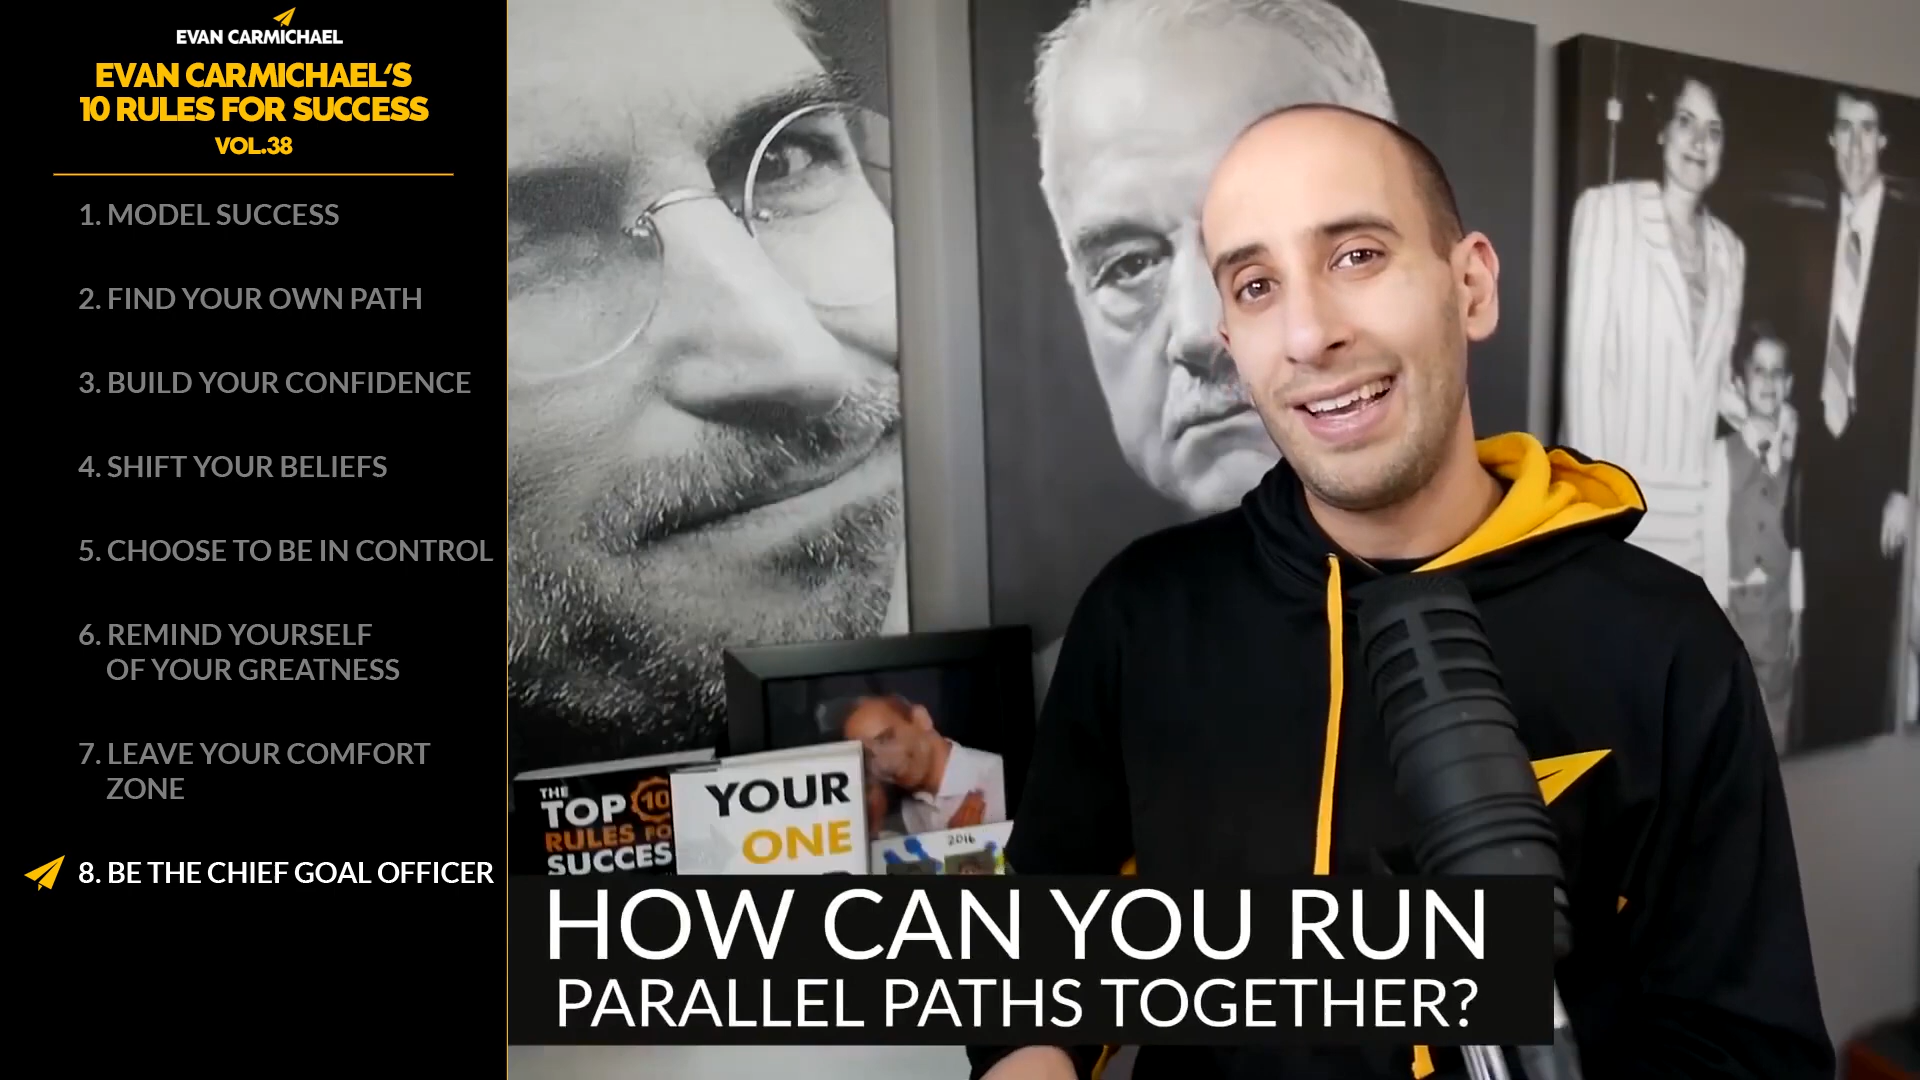 EVAN CARMICHAEL
EVAN CARMICHAEL'S
10 RULES FOR SUCCESS
VOL.38
1. MODEL SUCCESS
2. FIND YOUR OWN PATH
3. BUILD YOUR CONFIDENCE
4. SHIFT YOUR BELIEFS
5. CHOOSE TO BE IN CONTROL
6. REMIND YOURSELF
OF YOUR GREATNESS
7. LEAVE YOUR COMFORT
ZONE
8. BE THE CHIEF GOAL OFFICER
THE
TOP 10
RULES FO
SUCCES
YOUR
ONE
2016
HOW CAN YOU RUN
PARALLEL PATHS TOGETHER?